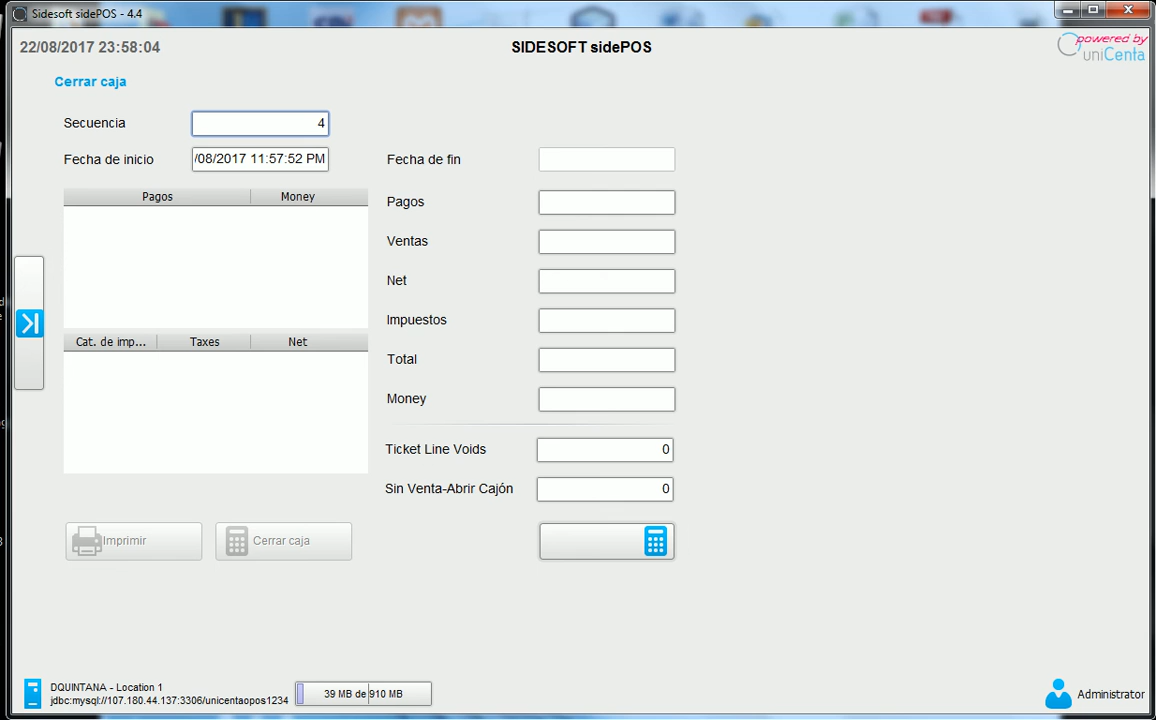 Sidesoft sidePOS - 4.4
22/08/2017 23:58:04
SIDESOFT sidePOS
powered by
uniCenta
Cerrar caja
Secuencia
4
Fecha de inicio
/08/2017 11:57:52 PM
Fecha de fin
Pagos
Money
Pagos
Ventas
Net
Impuestos
Cat. de imp...
Taxes
Net
Total
Money
Ticket Line Voids
0
Sin Venta-Abrir Cajón
0
Imprimir
Cerrar caja
DQUINTANA - Location 1
jdbc:mysql://107.180.44.137:3306/unicentaopos1234
39 MB de 910 MB
Administrator